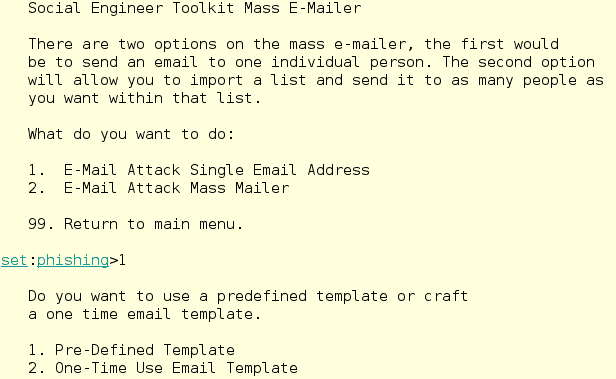 Social Engineer Toolkit Mass E-Mailer
There are two options on the mass e-mailer, the first would
be to send an email to one individual person. The second option
will allow you to import a list and send it to as many people as
you want within that list.
What do you want to do:
1.  E-Mail Attack Single Email Address
2.  E-Mail Attack Mass Mailer
99. Return to main menu.
set:phishing>1
Do you want to use a predefined template or craft
a one time email template.
1. Pre-Defined Template
2. One-Time Use Email Template